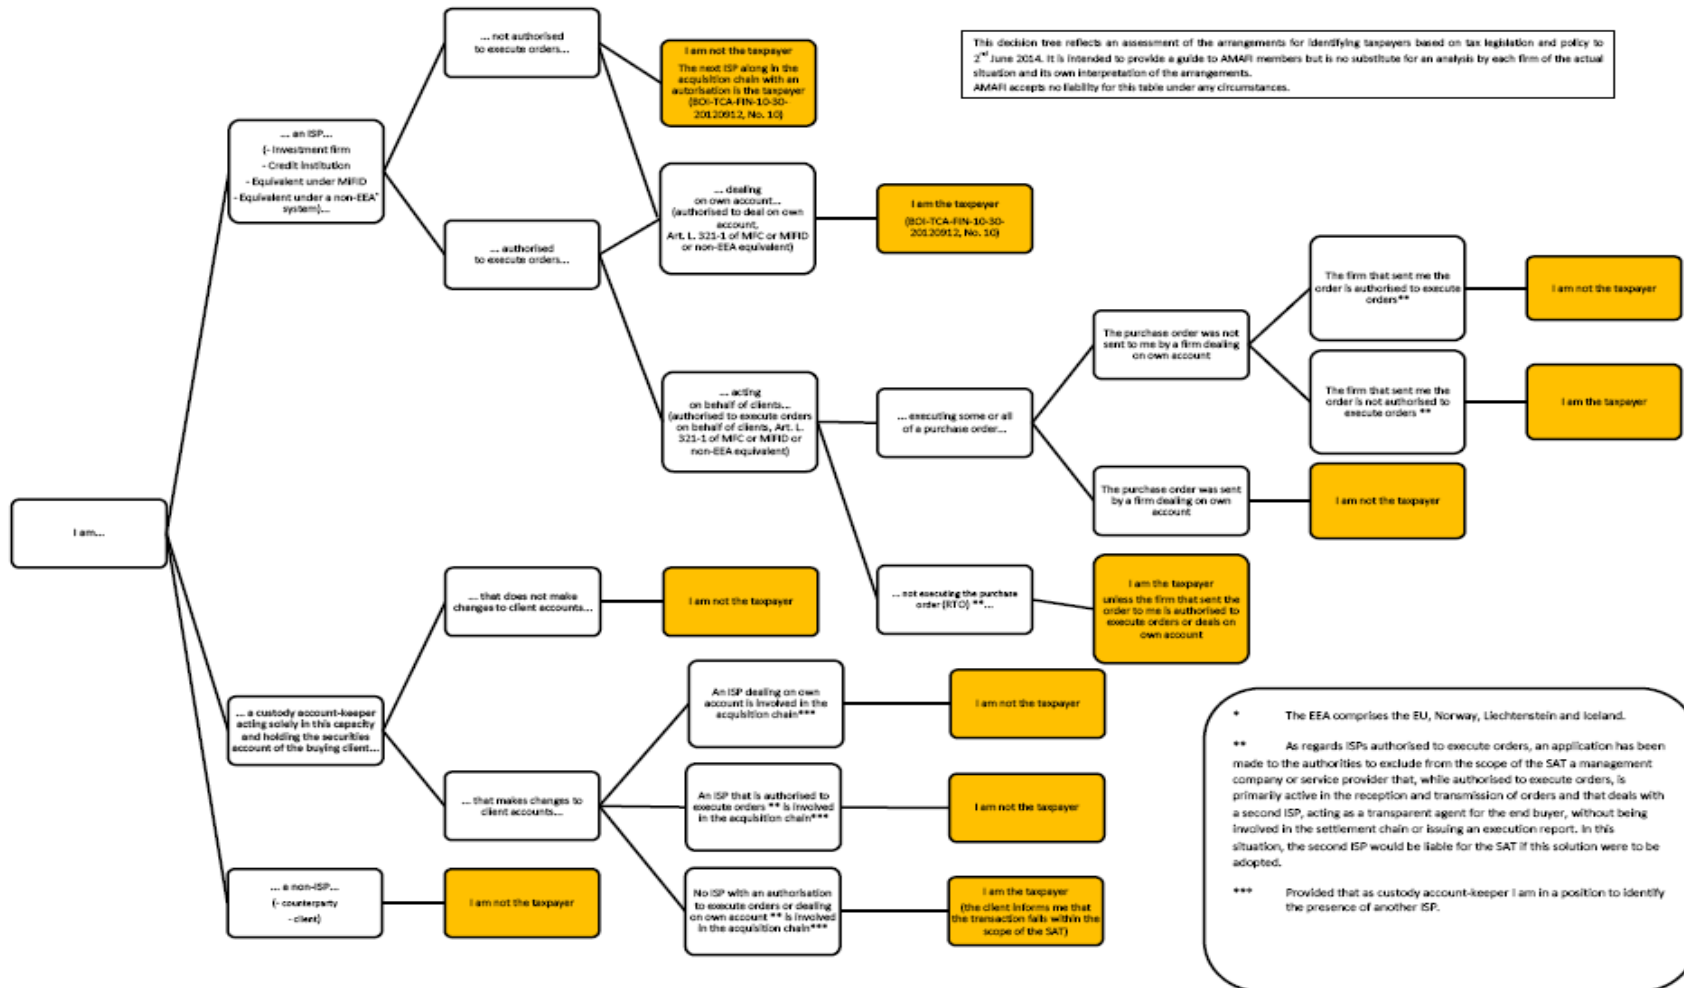 This decision tree reflects an assessment of the arrangements for identifying taxpayers based on tax legislation and policy to
2nd June 2014. It is intended to provide a guide to AMAFI members but is no substitute for an analysis by each firm of the actual
situation and its own interpretation of the arrangements.
AMAFI accepts no liability for this table under any circumstances.
I am...
... an ISP...
(- Investment firm
- Credit institution
- Equivalent under MiFID
- Equivalent under a non-EEA*
system)...
... not authorised
to execute orders...
I am not the taxpayer
The next ISP along in the
acquisition chain with an
autorisation is the taxpayer
(BOI-TCA-FIN-10-30-
20120912, No. 10)
... authorised
to execute orders...
... dealing
on own account...
(authorised to deal on own
account,
Art. L. 321-1 of MFC or MiFID
or non-EEA equivalent)
I am the taxpayer
(BOI-TCA-FIN-10-30-
20120912, No. 10)
... acting
on behalf of clients...
(authorised to execute orders
on behalf of clients, Art. L.
321-1 of MFC or MiFID or
non-EEA equivalent)
... executing some or all
of a purchase order...
The purchase order was not
sent to me by a firm dealing
on own account
The firm that sent me the
order is authorised to execute
orders**
I am not the taxpayer
The firm that sent me the
order is not authorised to
execute orders **
I am the taxpayer
The purchase order was sent
by a firm dealing on own
account
I am not the taxpayer
... not executing the purchase
order (RTO) **...
I am the taxpayer
unless the firm that sent the
order to me is authorised to
execute orders or deals on
own account
... a custody account-keeper
acting solely in this capacity
and holding the securities
account of the buying client...
... that does not make
changes to client accounts...
I am not the taxpayer
... that makes changes to
client accounts...
An ISP dealing on own
account is involved in the
acquisition chain***
I am not the taxpayer
An ISP that is authorised to
execute orders ** is involved
in the acquisition chain***
I am not the taxpayer
No ISP with an authorisation
to execute orders or dealing
on own account ** is involved
in the acquisition chain***
I am the taxpayer
(the client informs me that
the transaction falls within the
scope of the SAT)
... a non-ISP...
(- counterparty
- client)
I am not the taxpayer
* The EEA comprises the EU, Norway, Liechtenstein and Iceland.
** As regards ISPs authorised to execute orders, an application has been
made to the authorities to exclude from the scope of the SAT a management
company or service provider that, while authorised to execute orders, is
primarily active in the reception and transmission of orders and that deals with
a second ISP, acting as a transparent agent for the end buyer, without being
involved in the settlement chain or issuing an execution report. In this
situation, the second ISP would be liable for the SAT if this solution were to be
adopted.
*** Provided that as custody account-keeper I am in a position to identify
the presence of another ISP.